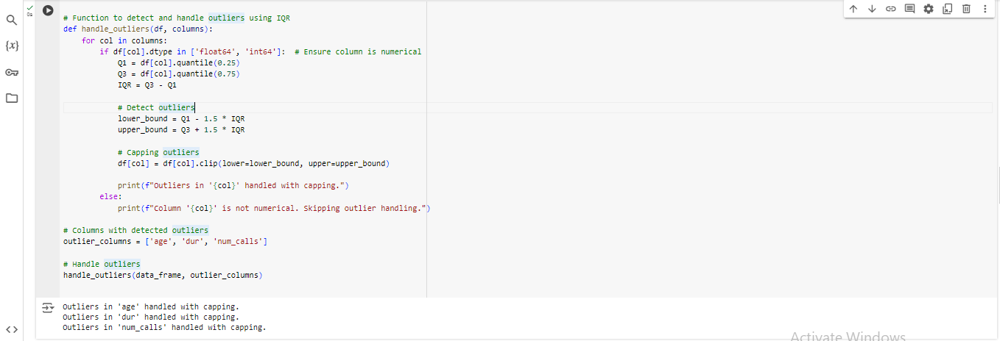 0s
# Function to detect and handle outliers using IQR
def handle_outliers(df, columns):
    for col in columns:
        if df[col].dtype in ['float64', 'int64']:  # Ensure column is numerical
            Q1 = df[col].quantile(0.25)
            Q3 = df[col].quantile(0.75)
            IQR = Q3 - Q1

            # Detect outliers
            lower_bound = Q1 - 1.5 * IQR
            upper_bound = Q3 + 1.5 * IQR

            # Capping outliers
            df[col] = df[col].clip(lower=lower_bound, upper=upper_bound)

            print(f"Outliers in '{col}' handled with capping.")
        else:
            print(f"Column '{col}' is not numerical. Skipping outlier handling.")

# Columns with detected outliers
outlier_columns = ['age', 'dur', 'num_calls']

# Handle outliers
handle_outliers(data_frame, outlier_columns)

Outliers in 'age' handled with capping.
Outliers in 'dur' handled with capping.
Outliers in 'num_calls' handled with capping.
Activate Windows